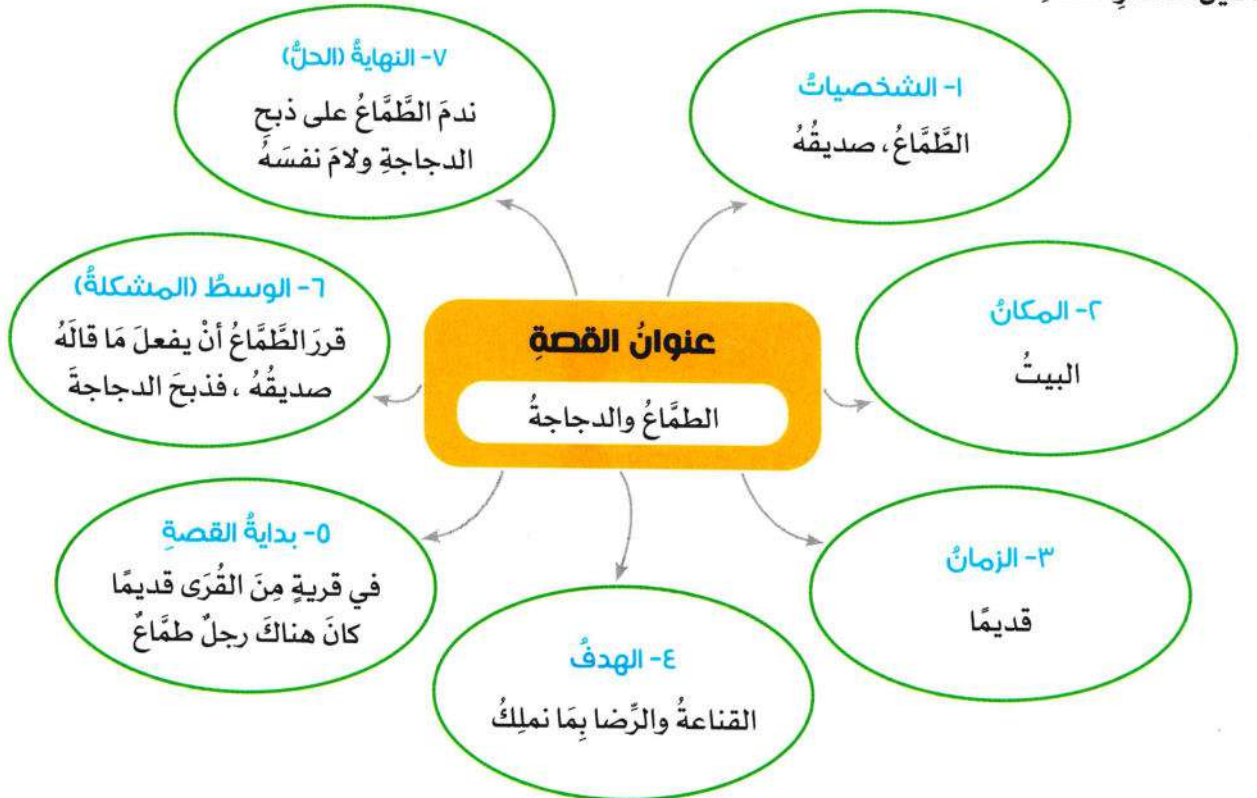 عنوانُ القصةِ
الطمَّاعُ والدجاجةُ
١- الشخصياتُ
الطَّمَّاعُ، صديقُهُ
٢- المكانُ
البيتُ
٣- الزمانُ
قديمًا
٤- الهدفُ
القناعةُ والرِّضا بِمَا نملِكُ
٥- بدايةُ القصةِ
في قريةٍ مِنَ القُرَى قديمًا
كانَ هناكَ رجلٌ طمَّاعٌ
٦- الوسطُ (المشكلةُ)
قررَ الطَّمَّاعُ أنْ يفعلَ مَا قالَهُ
صديقُهُ، فذبحَ الدجاجةَ
٧- النهايةُ (الحلُّ)
ندمَ الطَّمَّاعُ على ذبحِ
الدجاجةِ ولامَ نفسَهُ